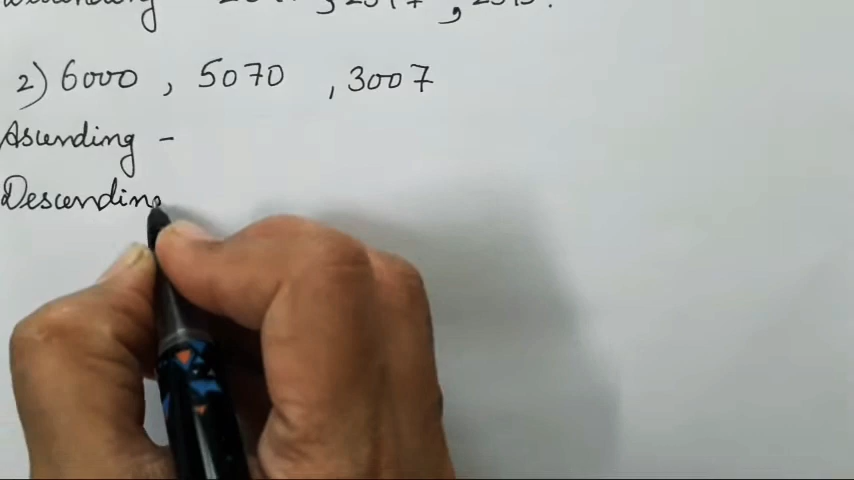 2) 6000 , 5070 , 3007
Ascending -
Descending